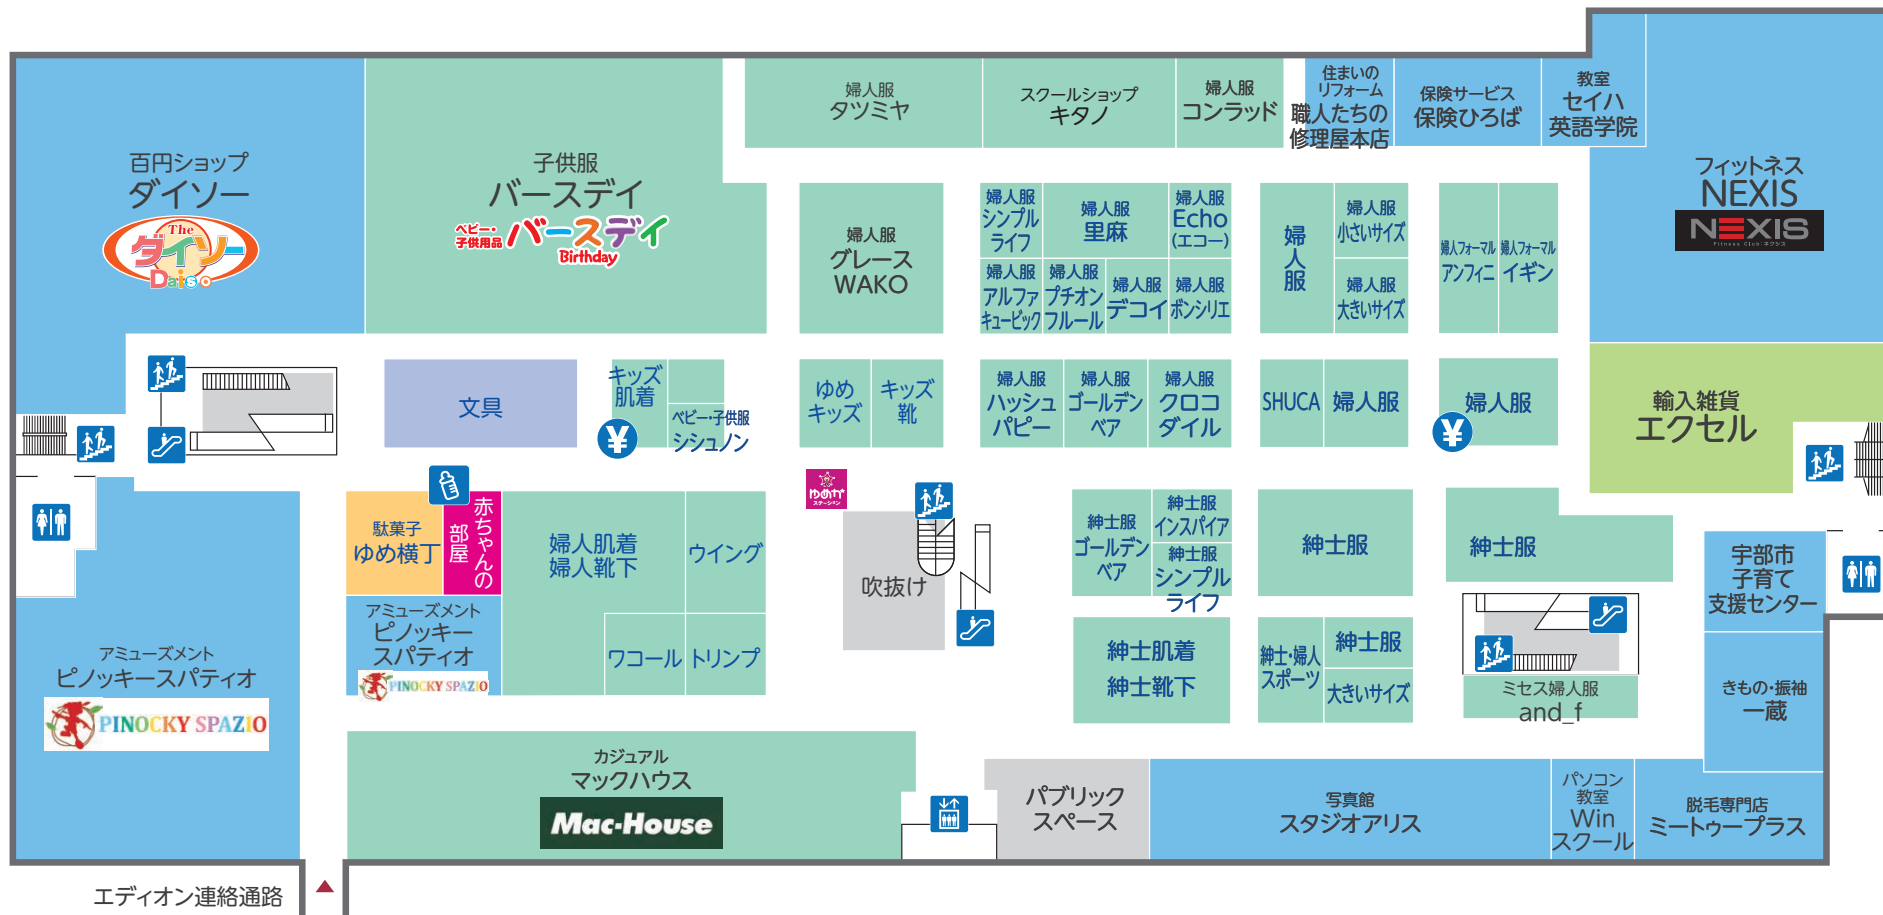 百円ショップ
ダイソー
The
ダイソー
Daiso
子供服
バースデイ
ベビー・
子供用品
バースデイ
Birthday
婦人服
タツミヤ
スクールショップ
キタノ
婦人服
コンラッド
住まいの
リフォーム
職人たちの
修理屋本店
保険サービス
保険ひろば
教室
セイハ
英語学院
フィットネス
NEXIS
NEXIS
Fitness Club ネクシス
婦人服
グレース
WAKO
婦人服
シンプル
ライフ
婦人服
里麻
婦人服
Echo
(エコー)
婦人服
アルファ
キュービック
婦人服
プチオン
フルール
婦人服
デコイ
婦人服
ボンシリエ
婦人服
婦人服
小さいサイズ
婦人服
大きいサイズ
婦人フォーマル
アンフィニ
婦人フォーマル
イギン
文具
キッズ
肌着
ベビー・子供服
シシュノン
¥
ゆめ
キッズ
キッズ
靴
婦人服
ハッシュ
パピー
婦人服
ゴールデン
ベア
婦人服
クロコ
ダイル
SHUCA
婦人服
婦人服
¥
輸入雑貨
エクセル
駄菓子
ゆめ横丁
赤ちゃんの
部屋
婦人肌着
婦人靴下
ウイング
ワコール
トリンプ
アミューズメント
ピノッキー
スパティオ
PINOCKY SPAZIO
ゆめか
ステーション
吹抜け
紳士服
ゴールデン
ベア
紳士服
インスパイア
紳士服
シンプル
ライフ
紳士服
紳士服
宇部市
子育て
支援センター
アミューズメント
ピノッキースパティオ
PINOCKY SPAZIO
紳士肌着
紳士靴下
紳士・婦人
スポーツ
紳士服
大きいサイズ
ミセス婦人服
and_f
きもの・振袖
一蔵
カジュアル
マックハウス
Mac-House
パブリック
スペース
写真館
スタジオアリス
パソコン
教室
Win
スクール
脱毛専門店
ミートゥープラス
エディオン連絡通路